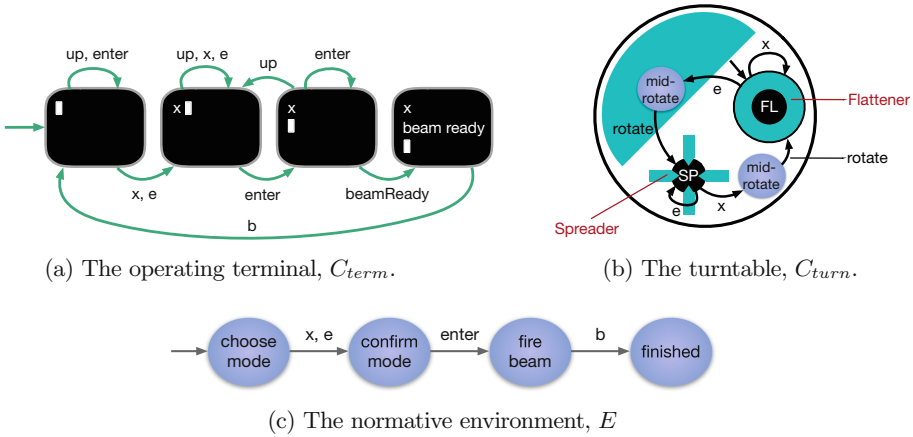 up, enter
up, x, e
up
enter
x
x
x
beam ready
x, e
enter
beamReady
b
(a) The operating terminal, C_term.
x
e
mid-
rotate
FL
Flattener
rotate
SP
mid-
rotate
rotate
x
e
Spreader
(b) The turntable, C_turn.
choose
mode
x, e
confirm
mode
enter
fire
beam
b
finished
(c) The normative environment, E